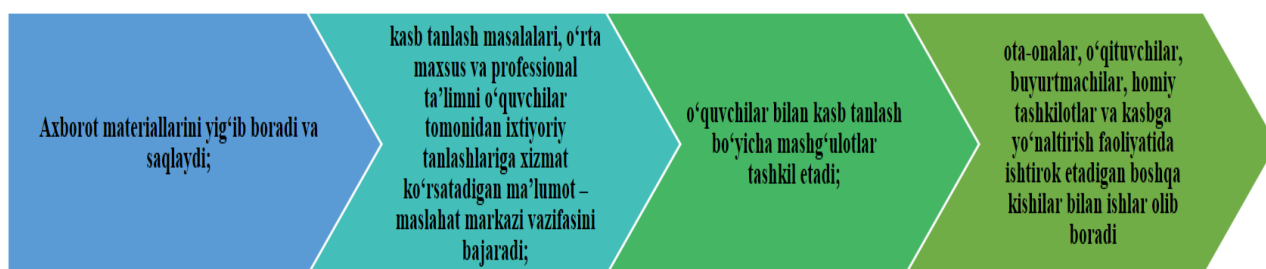 Axborot materiallarini yig‘ib boradi va
saqlaydi;
kasb tanlash masalalari, o‘rta
maxsus va professional
ta’limni o‘quvchilar
tomonidan ixtiyoriy
tanlashlariga xizmat
ko‘rsatadigan ma’lumot –
maslahat markazi vazifasini
bajaradi;
o‘quvchilar bilan kasb tanlash
bo‘yicha mashg‘ulotlar
tashkil etadi;
ota-onalar, o‘qituvchilar,
buyurtmachilar, homiy
tashkilotlar va kasbga
yo‘naltirish faoliyatida
ishtirok etadigan boshqa
kishilar bilan ishlar olib
boradi